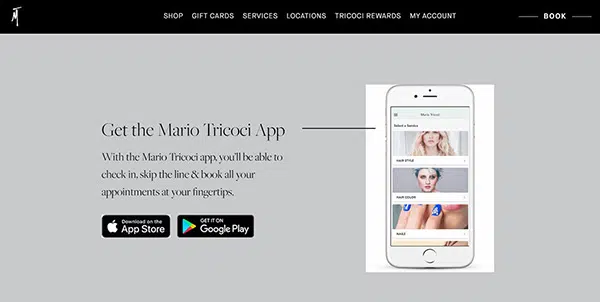 SHOP GIFT CARDS SERVICES LOCATIONS TRICOCI REWARDS MY ACCOUNT BOOK
Get the Mario Tricoci App
With the Mario Tricoci app, you'll be able to
check in, skip the line & book all your
appointments at your fingertips.
Download on the
App Store
GET IT ON
Google Play
Mario Tricoci
Select a Service
HAIR STYLE
HAIR COLOR
NAILS